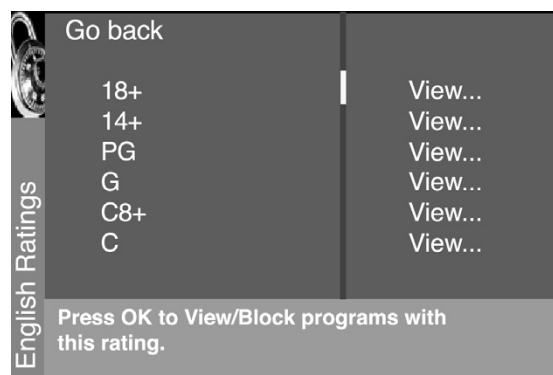 Go back
18+ View...
14+ View...
PG View...
G View...
C8+ View...
C View...
English Ratings
Press OK to View/Block programs with
this rating.